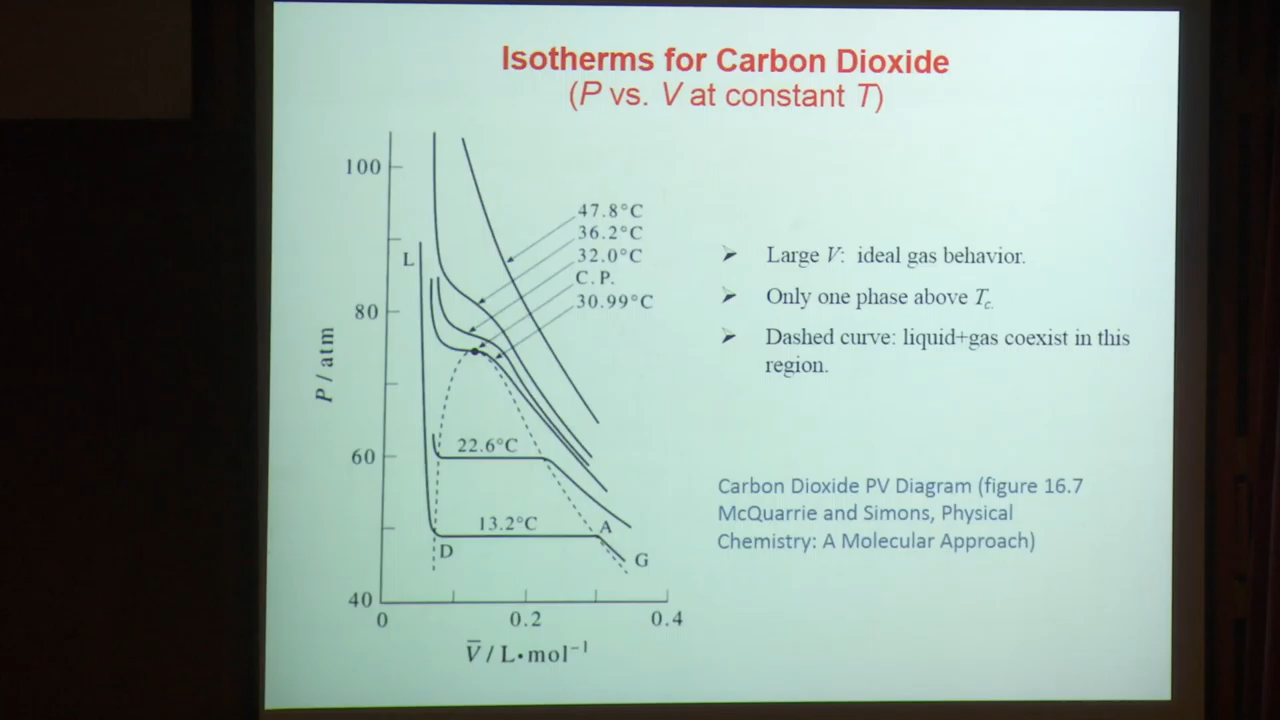 Isotherms for Carbon Dioxide
(P vs. V at constant T)
100
80
60
40
P / atm
L
47.8°C
36.2°C
32.0°C
C.P.
30.99°C
22.6°C
13.2°C
D
A
G
0
0.2
0.4
V̅ / L•mol⁻¹
Large V: ideal gas behavior.
Only one phase above Tc.
Dashed curve: liquid+gas coexist in this
region.
Carbon Dioxide PV Diagram (figure 16.7
McQuarrie and Simons, Physical
Chemistry: A Molecular Approach)